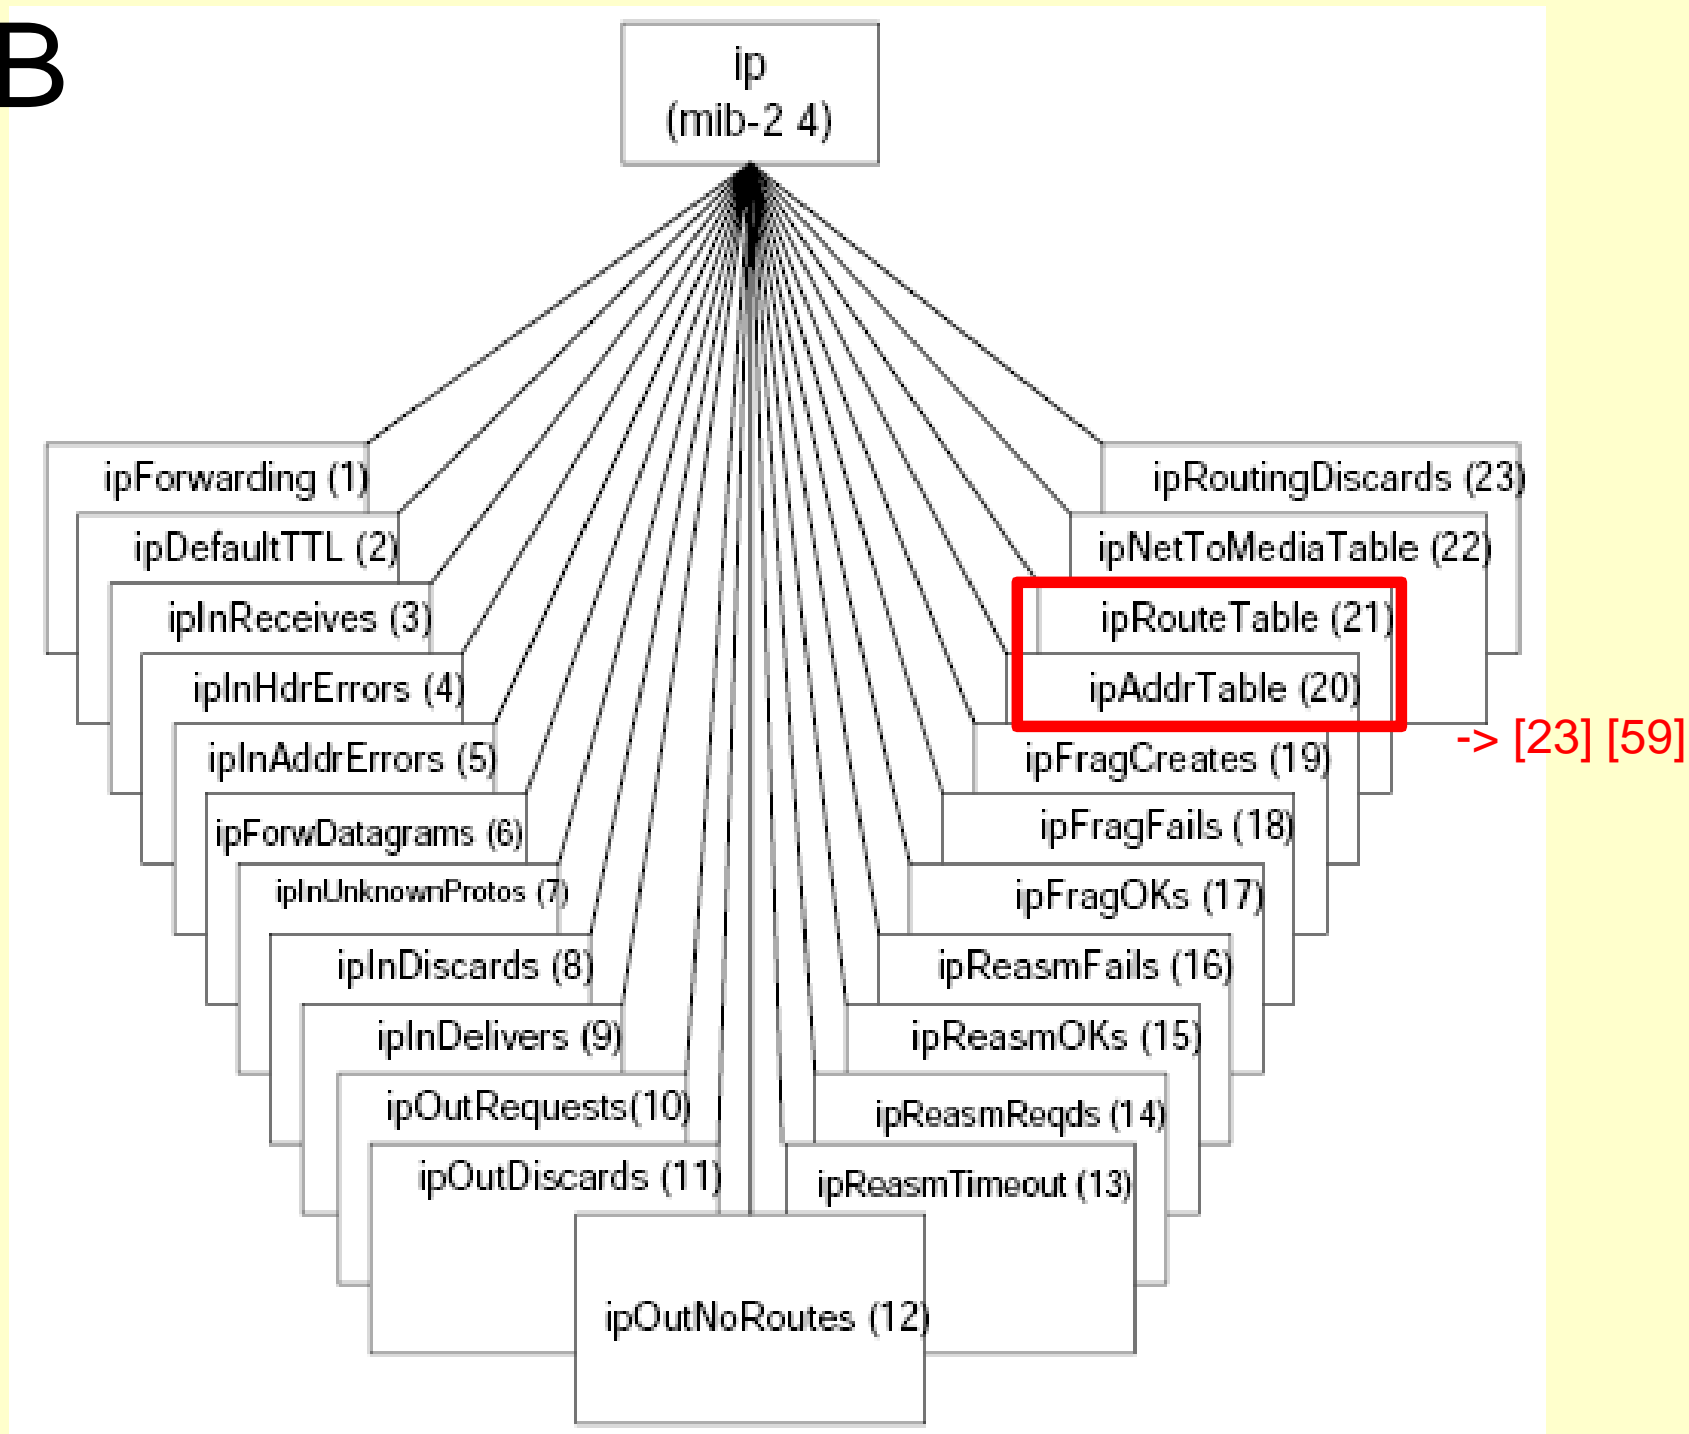 B
ip
(mib-2 4)
ipForwarding (1)
ipDefaultTTL (2)
ipInReceives (3)
ipInHdrErrors (4)
ipInAddrErrors (5)
ipForwDatagrams (6)
ipInUnknownProtos (7)
ipInDiscards (8)
ipInDelivers (9)
ipOutRequests(10)
ipOutDiscards (11)
ipOutNoRoutes (12)
ipReasmTimeout (13)
ipReasmReqds (14)
ipReasmOKs (15)
ipReasmFails (16)
ipFragOKs (17)
ipFragFails (18)
ipFragCreates (19)
ipAddrTable (20)
ipRouteTable (21)
ipNetToMediaTable (22)
ipRoutingDiscards (23)
-> [23] [59]